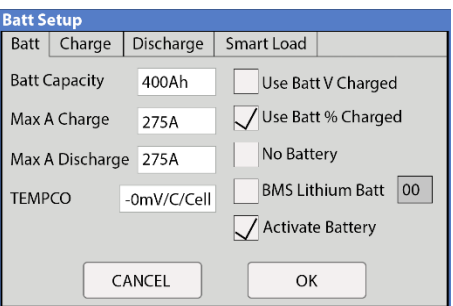 Batt Setup
Batt Charge Discharge Smart Load
Batt Capacity 400Ah Use Batt V Charged
Max A Charge 275A Use Batt % Charged
Max A Discharge 275A No Battery
TEMPCO -0mV/C/Cell BMS Lithium Batt 00
Activate Battery
CANCEL OK